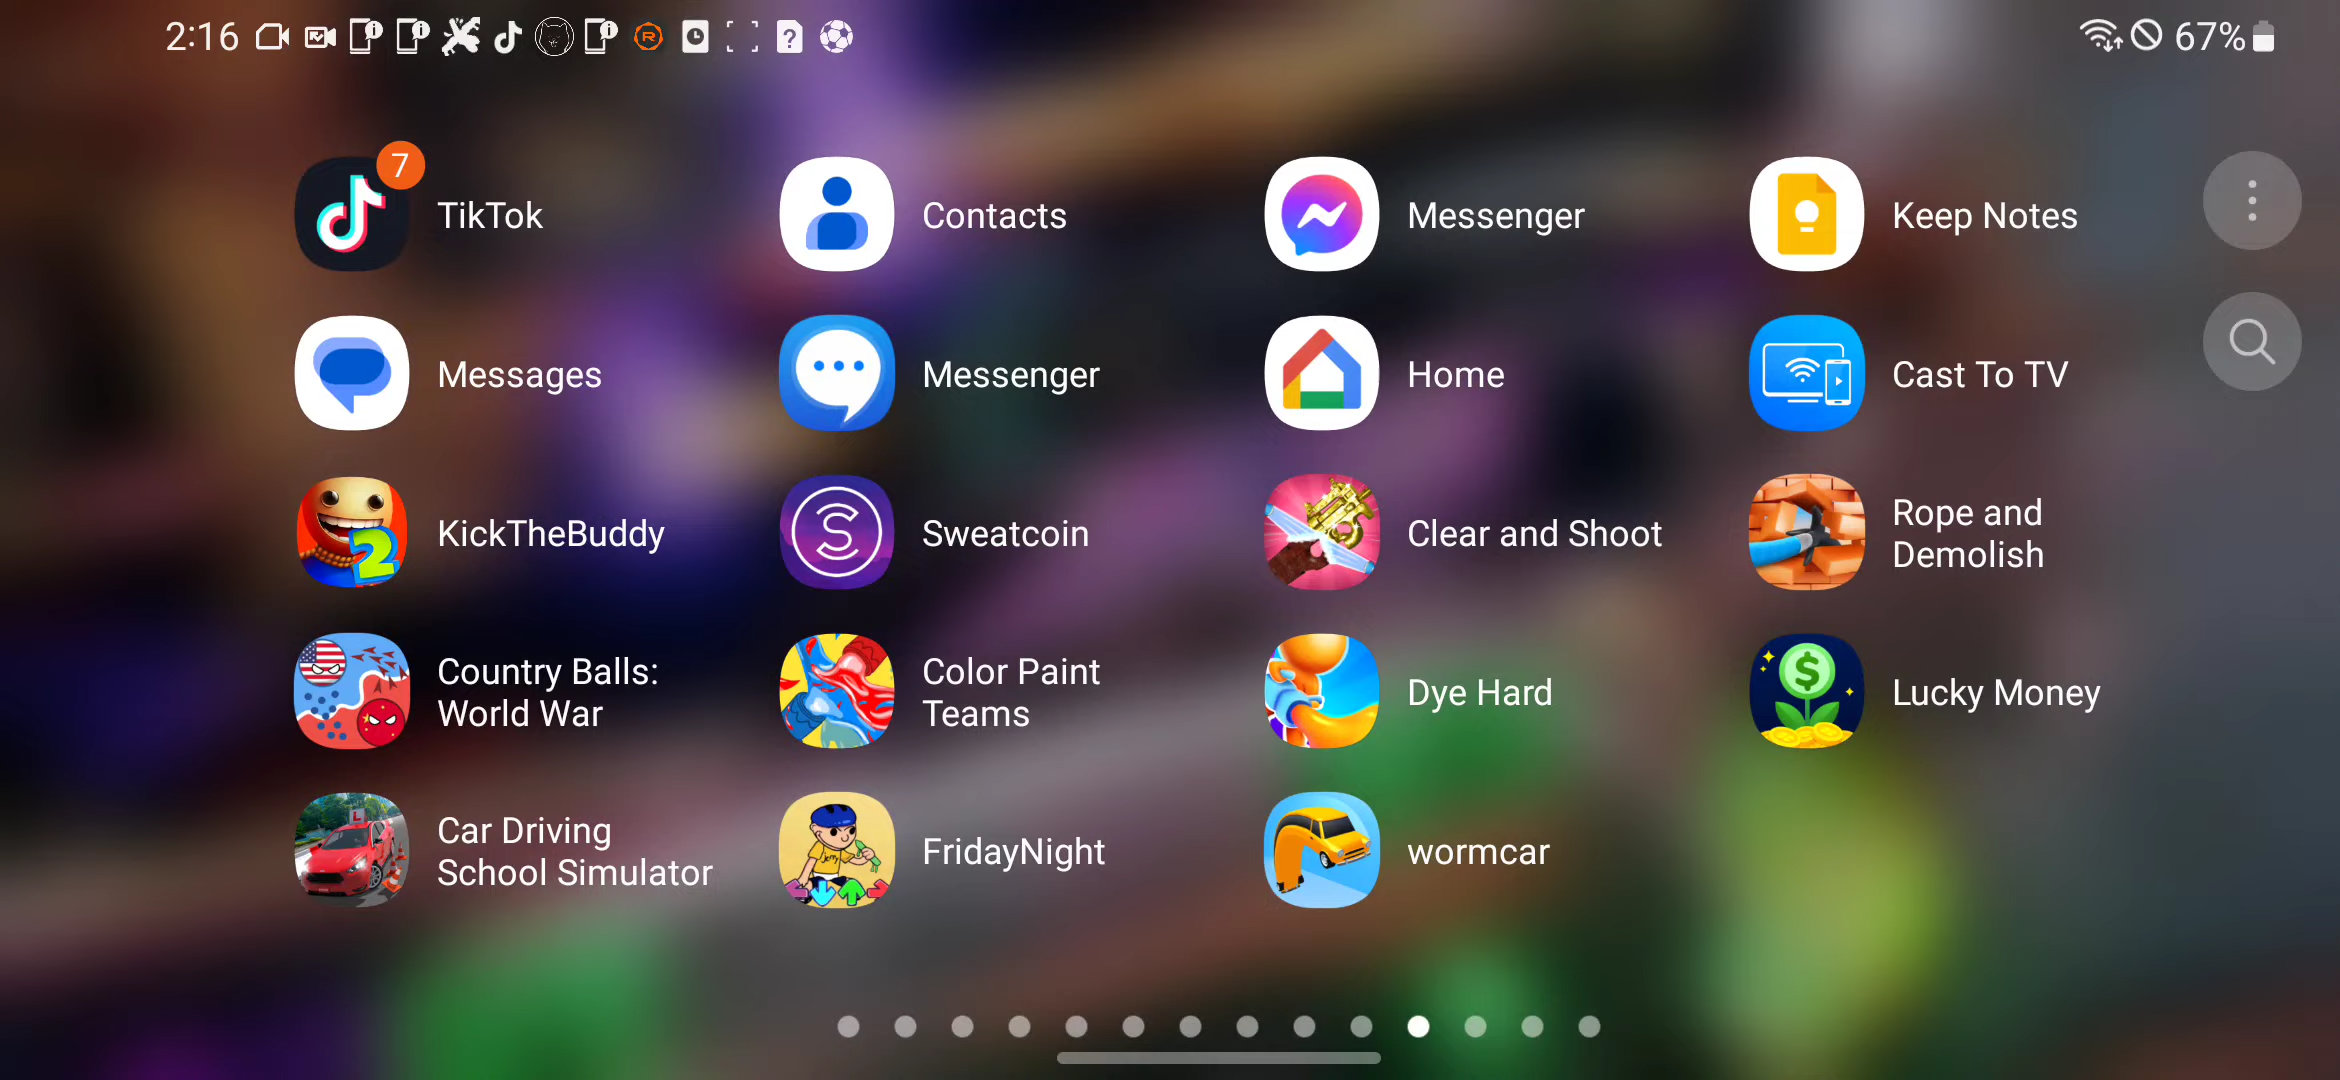 2:16
67%
7
TikTok
Contacts
Messenger
Keep Notes
Messages
Messenger
Home
Cast To TV
KickTheBuddy
Sweatcoin
Clear and Shoot
Rope and
Demolish
Country Balls:
World War
Color Paint
Teams
Dye Hard
Lucky Money
Car Driving
School Simulator
FridayNight
wormcar